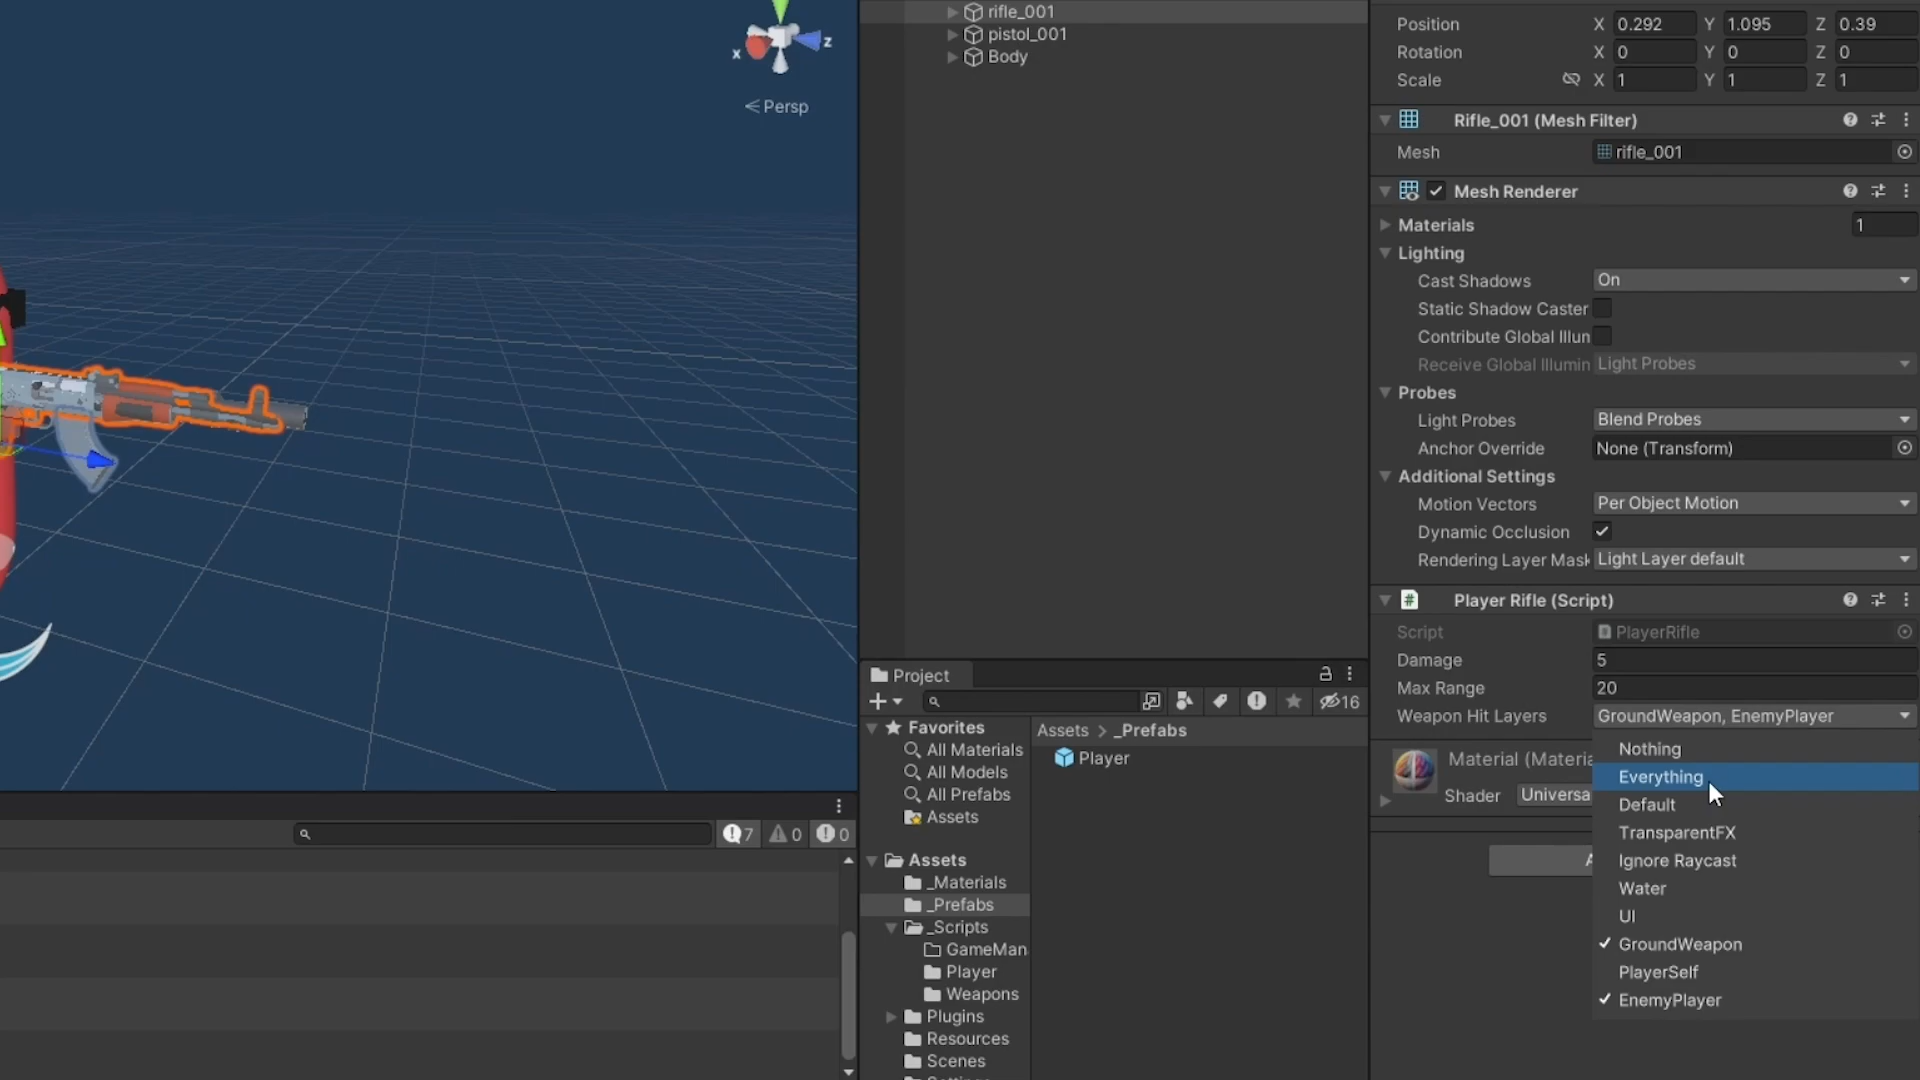 x
z
Persp
7
0
0
rifle_001
pistol_001
Body
Project
16
Favorites
All Materials
All Models
All Prefabs
Assets
Assets
_Materials
_Prefabs
_Scripts
GameMan
Player
Weapons
Plugins
Resources
Scenes
Assets > _Prefabs
Player
Position X 0.292 Y 1.095 Z 0.39
Rotation X 0 Y 0 Z 0
Scale X 1 Y 1 Z 1
Rifle_001 (Mesh Filter)
Mesh rifle_001
Mesh Renderer
Materials 1
Lighting
Cast Shadows On
Static Shadow Caster
Contribute Global Illun
Receive Global Illumin Light Probes
Probes
Light Probes Blend Probes
Anchor Override None (Transform)
Additional Settings
Motion Vectors Per Object Motion
Dynamic Occlusion
Rendering Layer Mask Light Layer default
# Player Rifle (Script)
Script PlayerRifle
Damage 5
Max Range 20
Weapon Hit Layers GroundWeapon, EnemyPlayer
Material (Materia
Shader Universa
A
Nothing
Everything
Default
TransparentFX
Ignore Raycast
Water
UI
GroundWeapon
PlayerSelf
EnemyPlayer